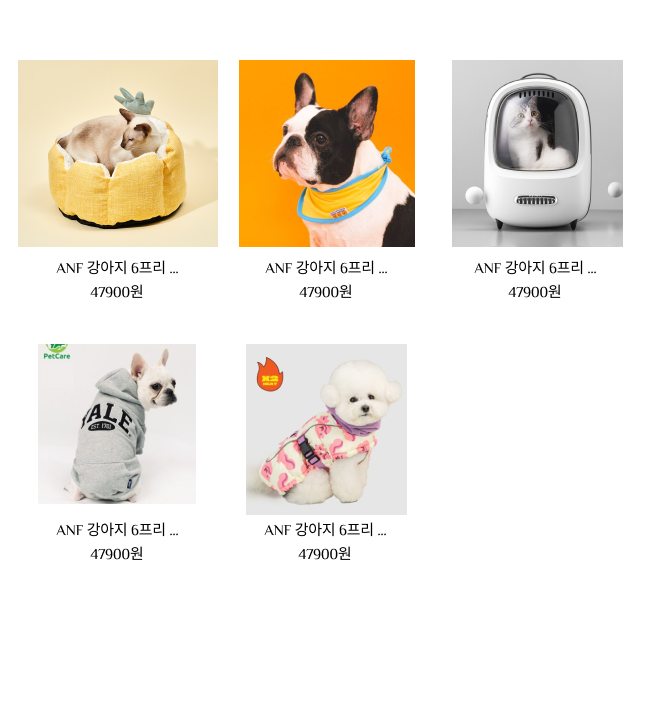 ANF 강아지 6프리 ...
47900원
ANF 강아지 6프리 ...
47900원
ANF 강아지 6프리 ...
47900원
PetCare
YALE
EST. 1701
K2
ANF 강아지 6프리 ...
47900원
ANF 강아지 6프리 ...
47900원